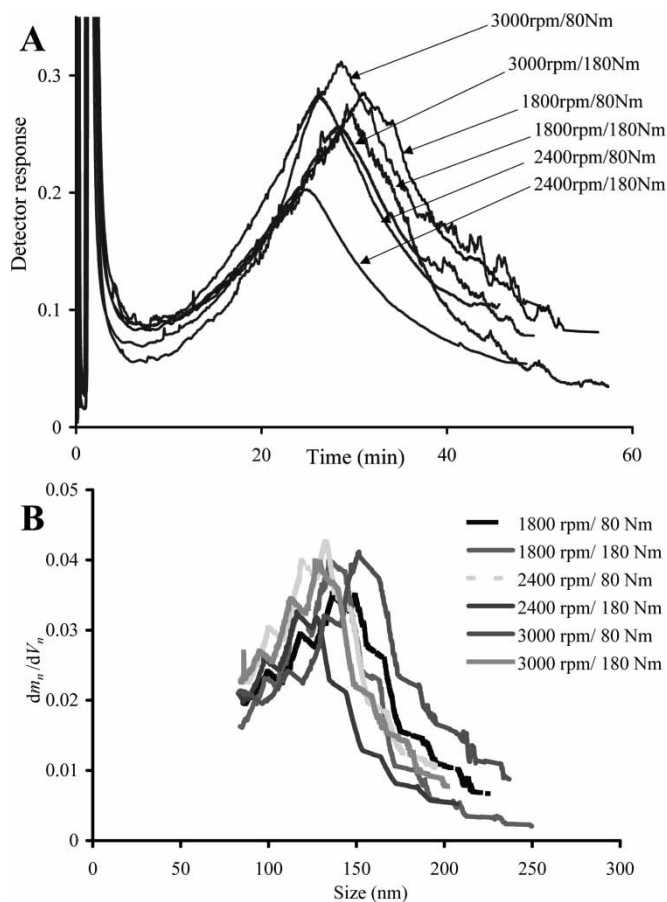 A
3000rpm/80Nm
3000rpm/180Nm
1800rpm/80Nm
1800rpm/180Nm
2400rpm/80Nm
2400rpm/180Nm
Detector response
0.3
0.2
0.1
0
0 20 40 60
Time (min)
B
0.05
0.04
0.03
0.02
0.01
0
dmn/dVn
1800 rpm/ 80 Nm
1800 rpm/ 180 Nm
2400 rpm/ 80 Nm
2400 rpm/ 180 Nm
3000 rpm/ 80 Nm
3000 rpm/ 180 Nm
0 50 100 150 200 250 300
Size (nm)